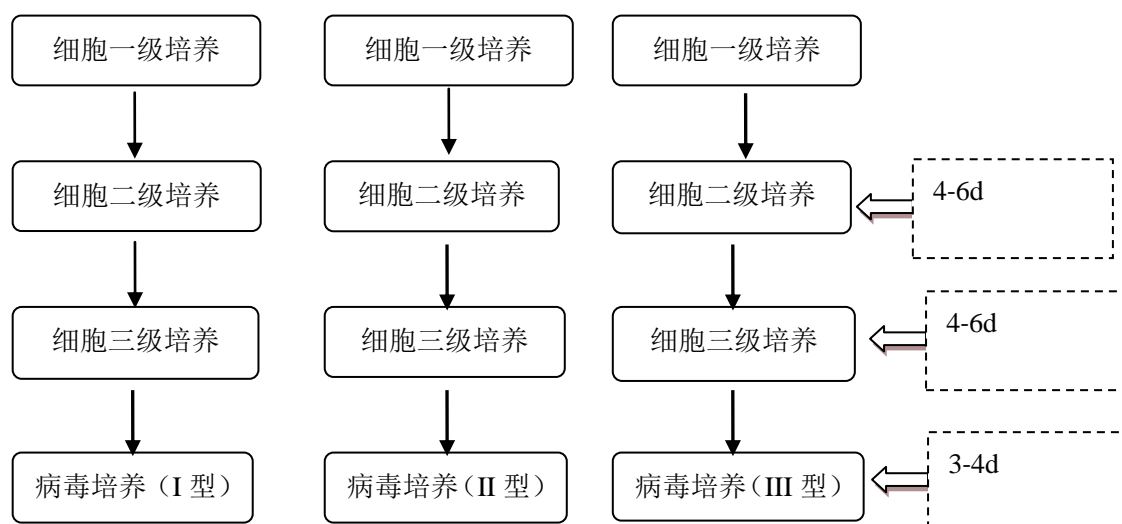 细胞一级培养
细胞一级培养
细胞一级培养
细胞二级培养
细胞二级培养
细胞二级培养
4-6d
细胞三级培养
细胞三级培养
细胞三级培养
4-6d
病毒培养（I 型）
病毒培养（II 型）
病毒培养（III 型）
3-4d